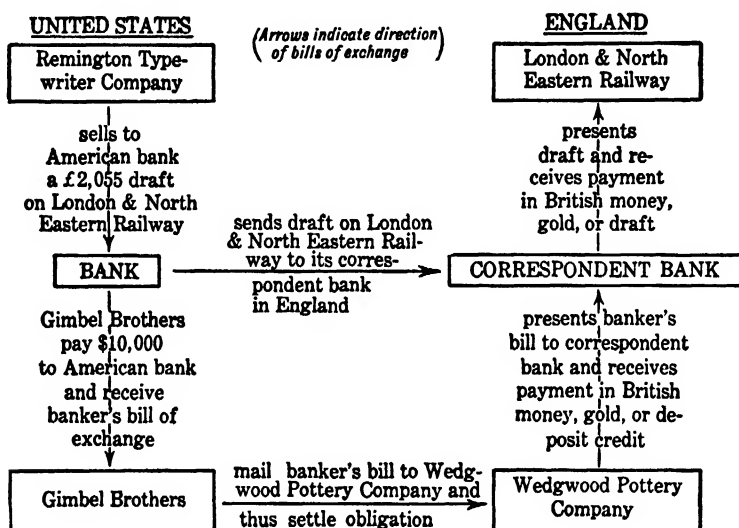 UNITED STATES
(Arrows indicate direction
of bills of exchange)
ENGLAND
Remington Type-
writer Company
London & North
Eastern Railway
sells to
American bank
a £2,055 draft
on London & North
Eastern Railway
presents
draft and re-
ceives payment
in British money,
gold, or draft
sends draft on London
& North Eastern Rail-
way to its corres-
pondent bank
in England
BANK
CORRESPONDENT BANK
Gimbel Brothers
pay $10,000
to American bank
and receive
banker's bill of
exchange
presents banker's
bill to correspondent
bank and receives
payment in British
money, gold, or de-
posit credit
Gimbel Brothers
mail banker's bill to Wedg-
wood Pottery Company and
thus settle obligation
Wedgwood Pottery
Company